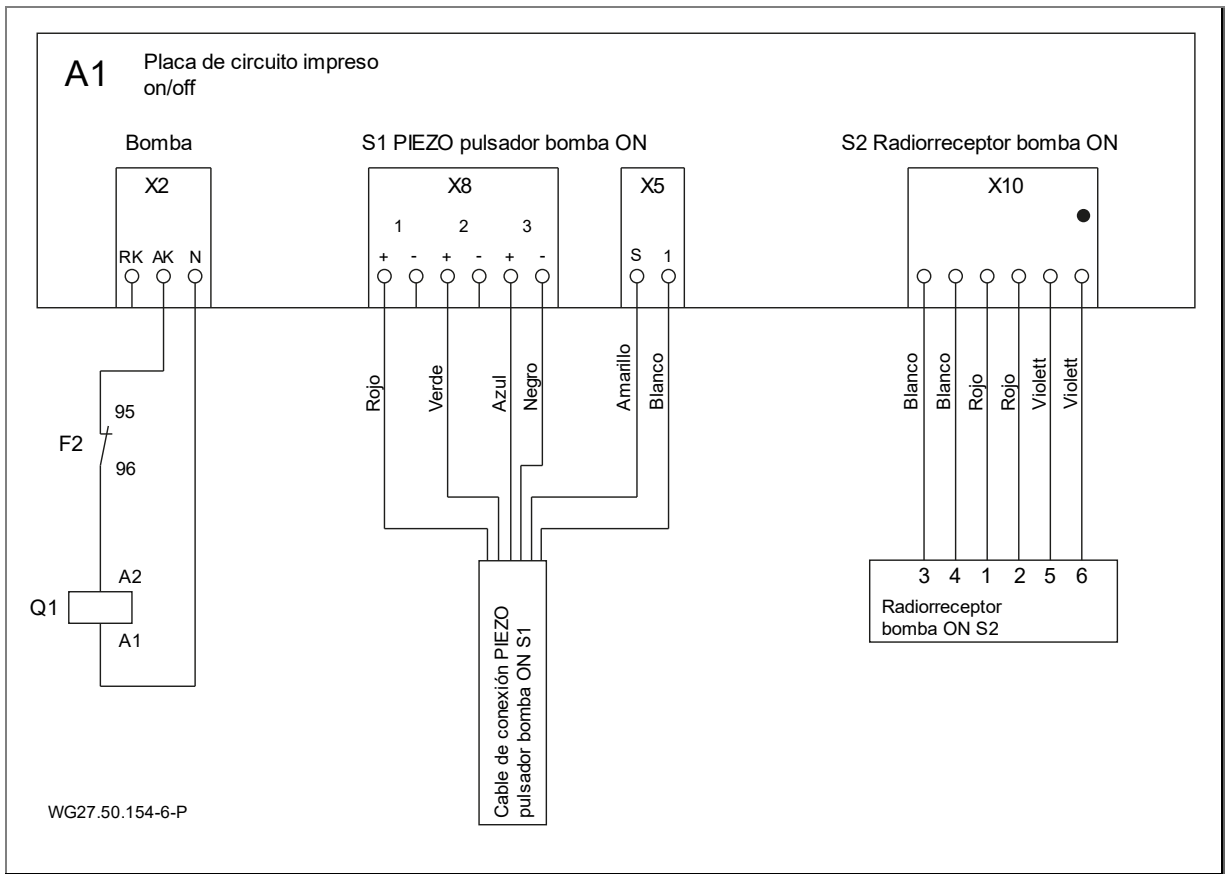 A1
Placa de circuito impreso
on/off
Bomba
S1 PIEZO pulsador bomba ON
S2 Radiorreceptor bomba ON
X2
X8
X5
X10
1 2 3
RK AK N
+ - + - + -
S 1
Rojo
Verde
Azul
Negro
Amarillo
Blanco
Blanco
Blanco
Rojo
Rojo
Violett
Violett
F2
95
96
Q1
A2
A1
3 4 1 2 5 6
Radiorreceptor
bomba ON S2
Cable de conexión PIEZO
pulsador bomba ON S1
WG27.50.154-6-P